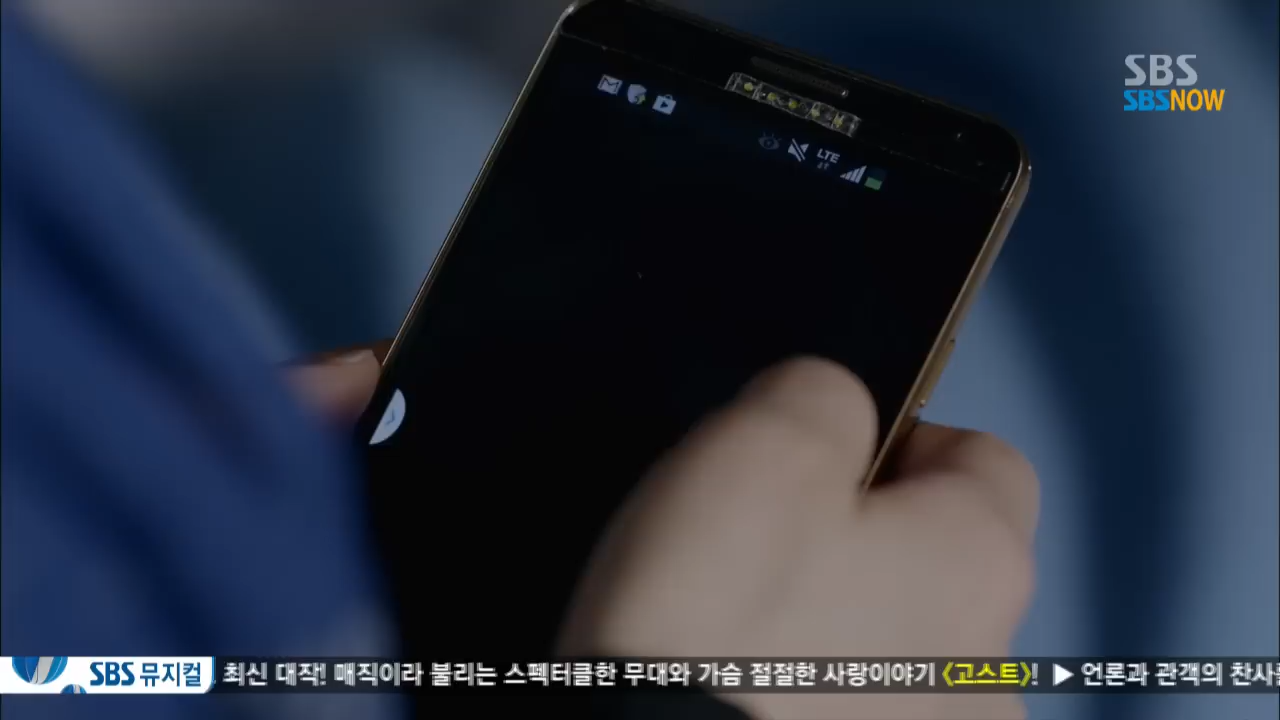 SBS
SBSNOW
LTE
SBS 뮤지컬
최신 대작! 매직이라 불리는 스펙터클한 무대와 가슴 절절한 사랑이야기 <고스트>! ▶ 언론과 관객의 찬사